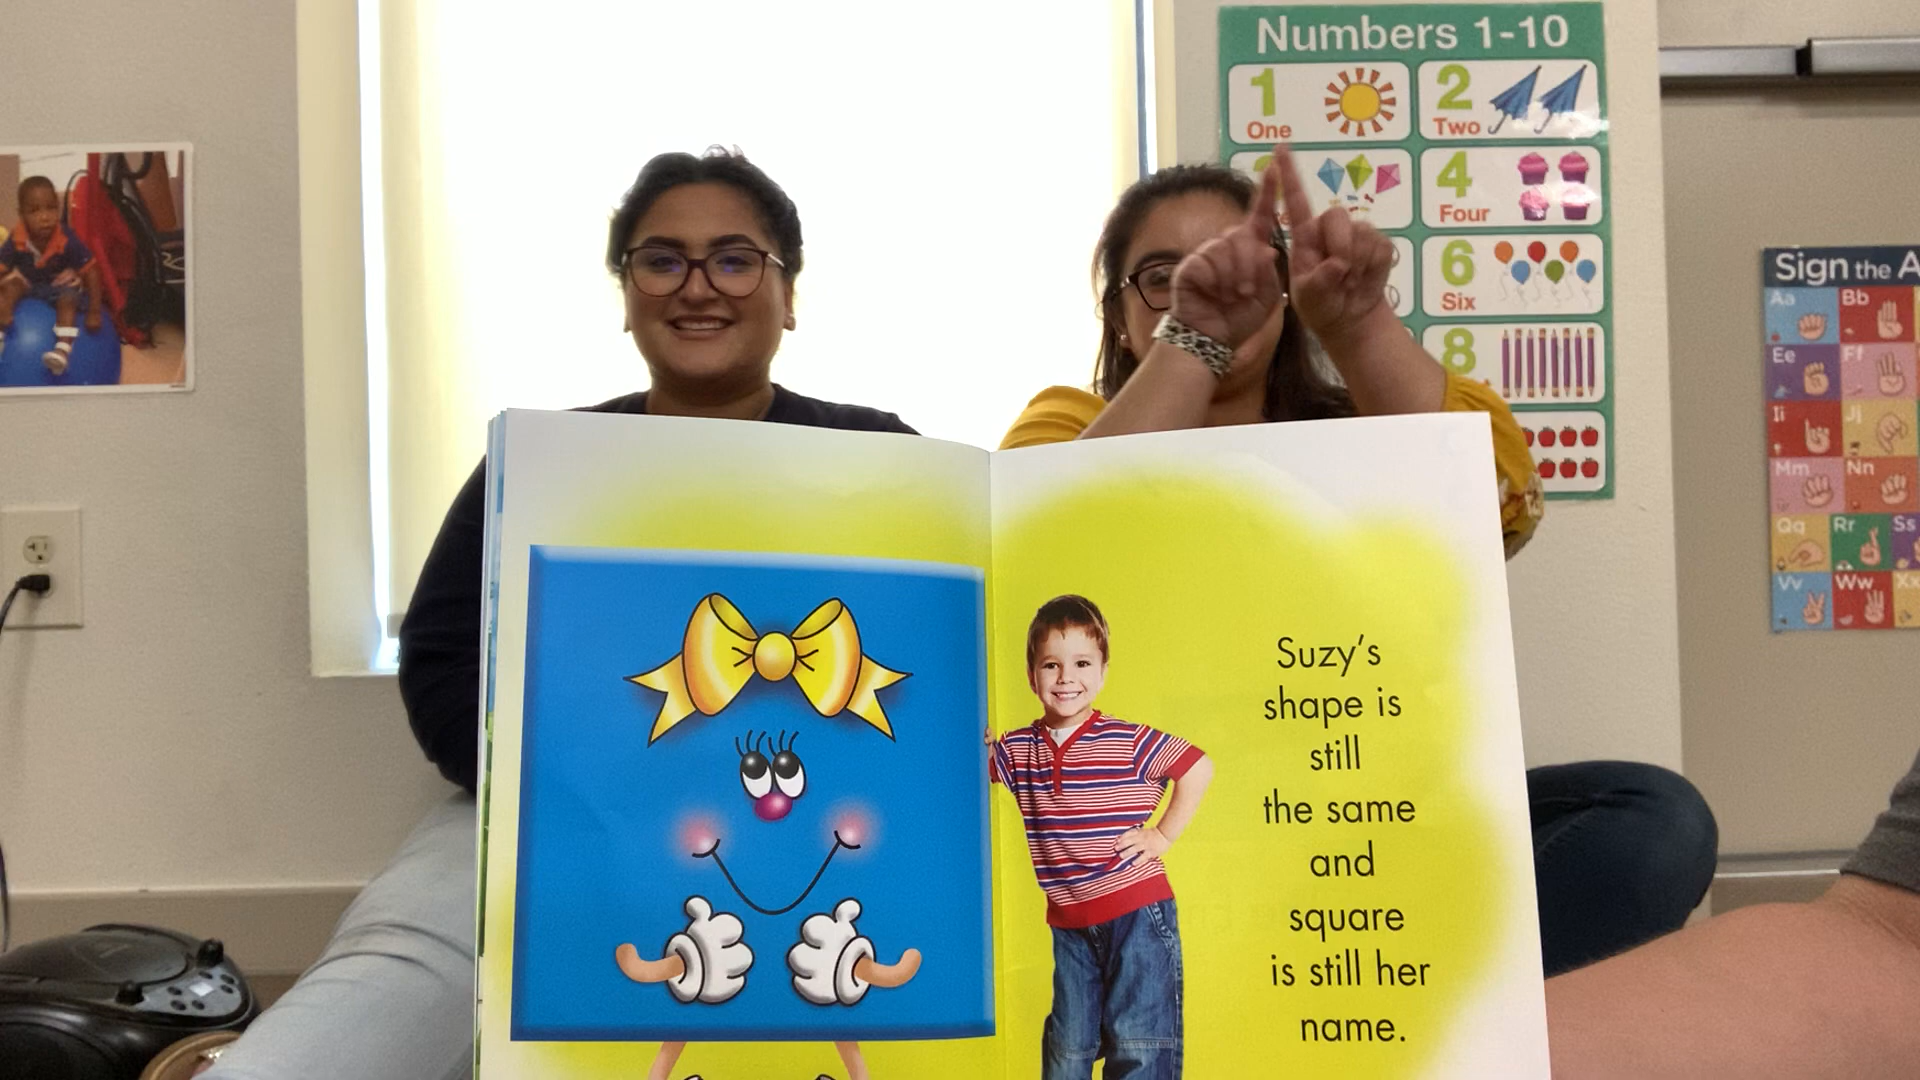 Numbers 1-10
1
One
2
Two
4
Four
6
Six
8
Sign the A
Aa Bb
Ee Ff
Ii Jj
Mm Nn
Qq Rr Ss
Vv Ww Xx
Suzy's
shape is
still
the same
and
square
is still her
name.